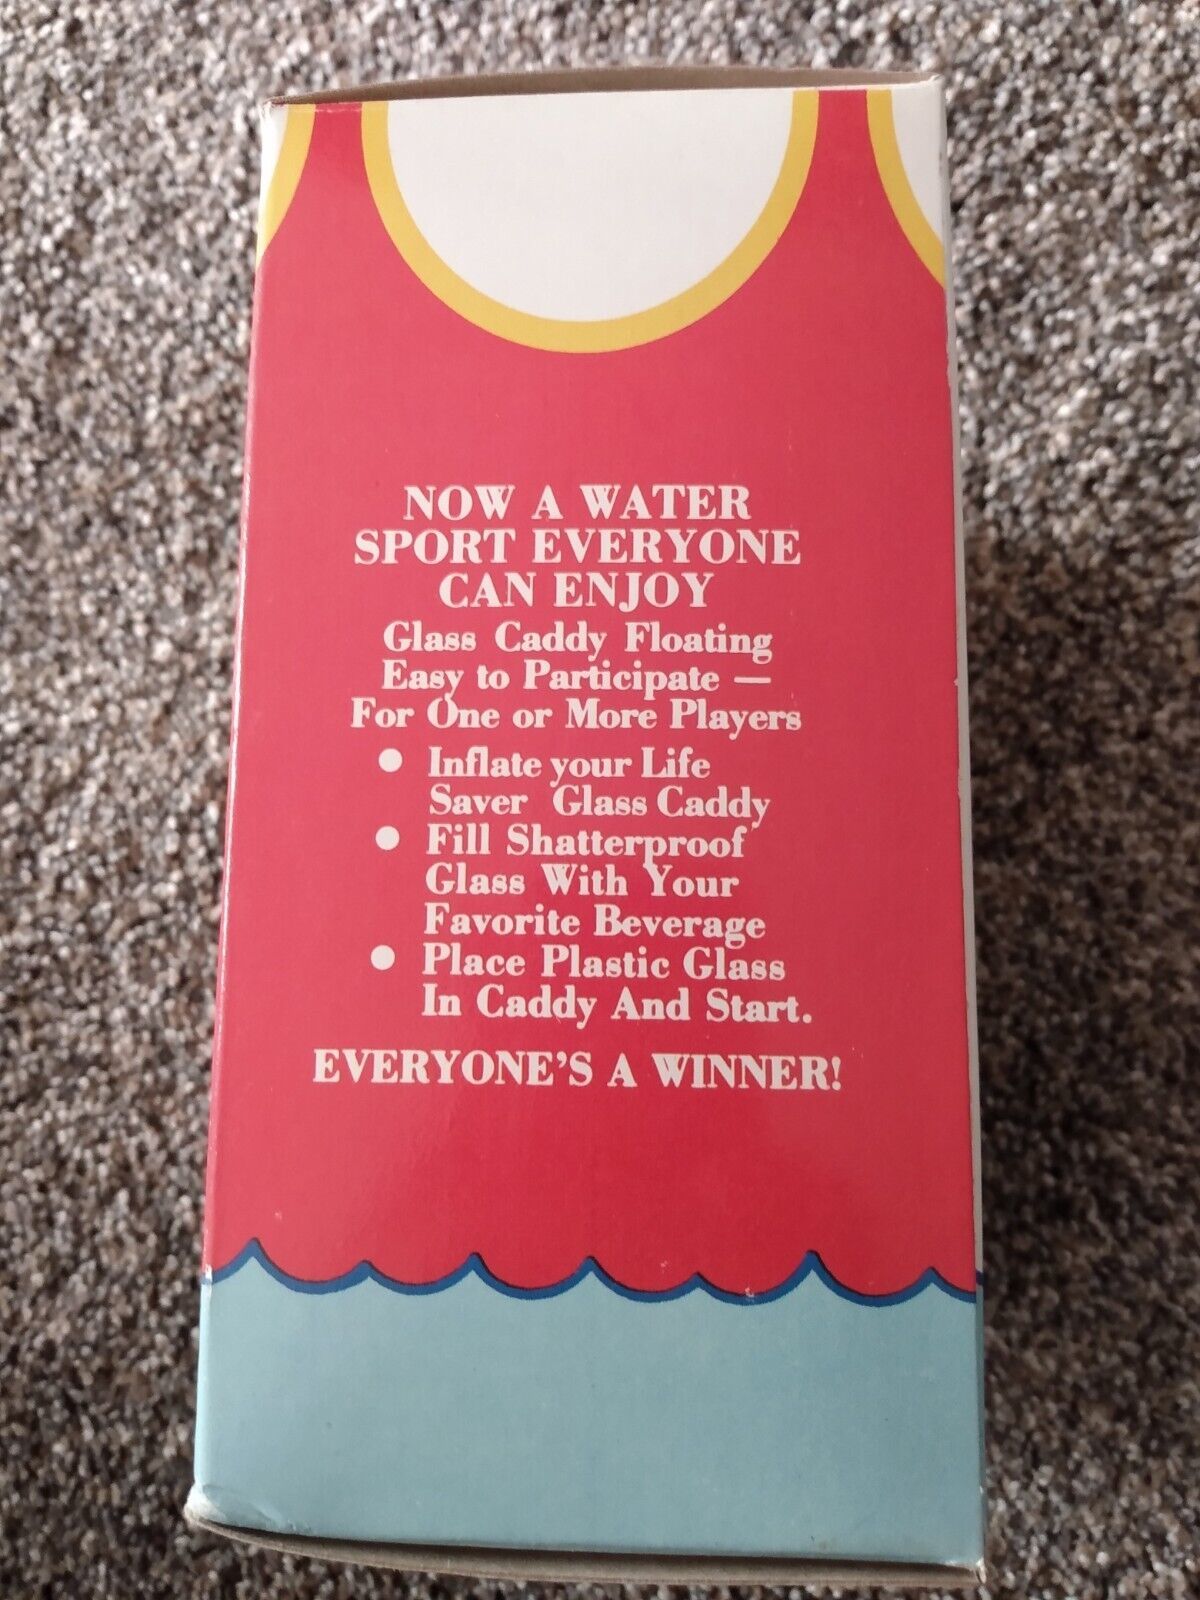 NOW A WATER
SPORT EVERYONE
CAN ENJOY
Glass Caddy Floating
Easy to Participate —
For One or More Players
● Inflate your Life
Saver Glass Caddy
● Fill Shatterproof
Glass With Your
Favorite Beverage
● Place Plastic Glass
In Caddy And Start.
EVERYONE'S A WINNER!